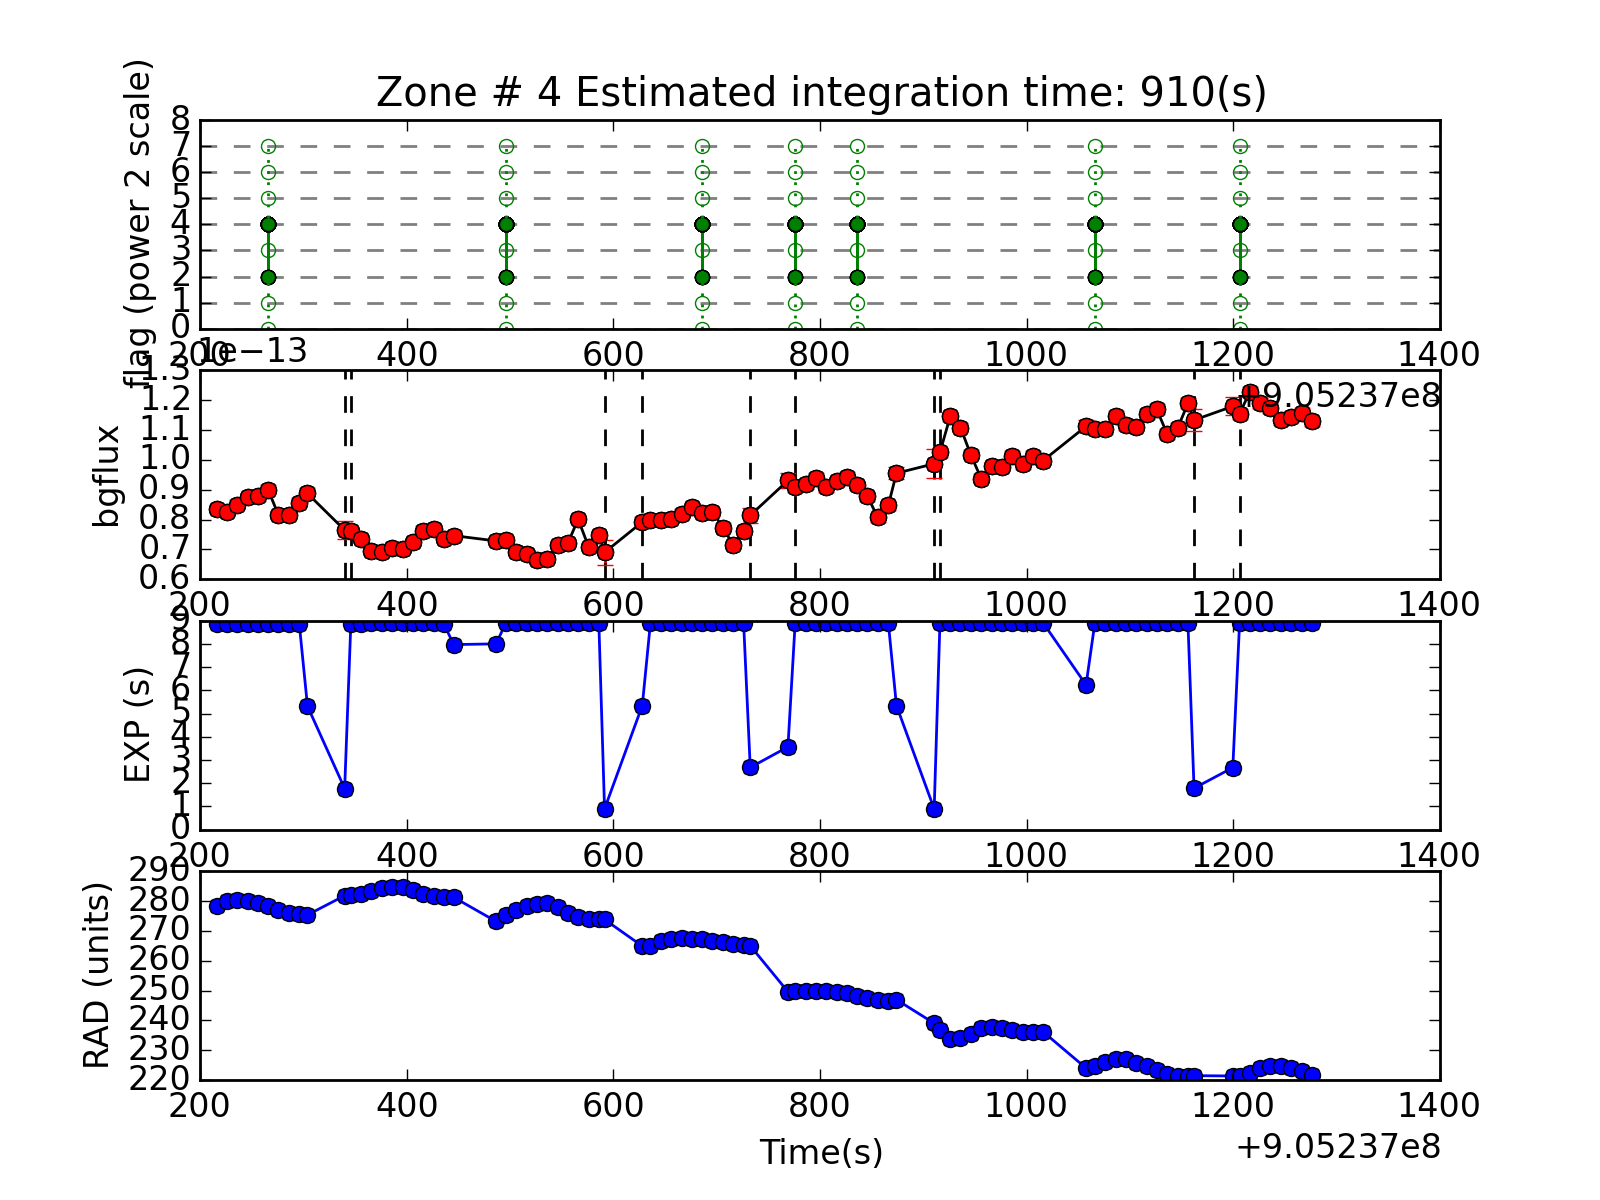 Zone # 4 Estimated integration time: 910(s)
flag (power 2 scale)
8
7
6
5
4
3
2
1
0
200 400 600 800 1000 1200 1400
1e−13
+9.05237e8
bgflux
1.3
1.2
1.1
1.0
0.9
0.8
0.7
0.6
200 400 600 800 1000 1200 1400
EXP (s)
9
8
7
6
5
4
3
2
1
0
200 400 600 800 1000 1200 1400
RAD (units)
290
280
270
260
250
240
230
220
200 400 600 800 1000 1200 1400
Time(s)
+9.05237e8